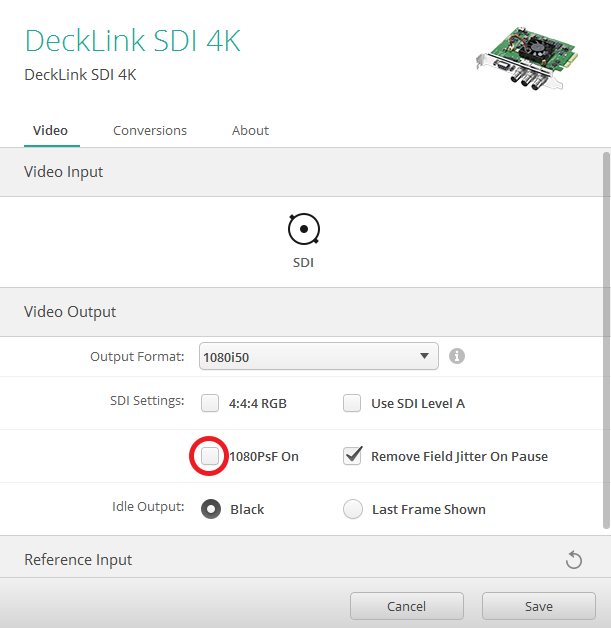 DeckLink SDI 4K
DeckLink SDI 4K
Video Conversions About
Video Input
SDI
Video Output
Output Format: 1080i50
SDI Settings: 4:4:4 RGB Use SDI Level A
1080PsF On Remove Field Jitter On Pause
Idle Output: Black Last Frame Shown
Reference Input
Cancel Save